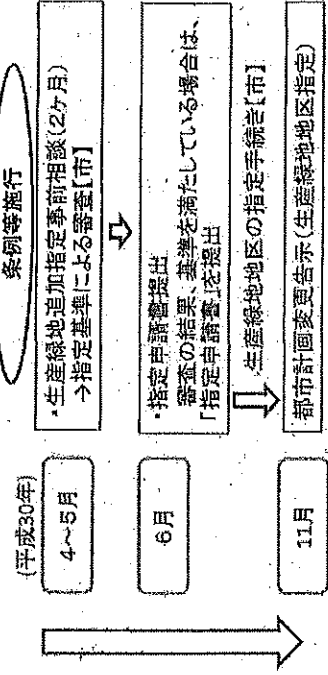 条例等施行
(平成30年)
4～5月
・生産緑地追加指定事前相談(2ヶ月)
→指定基準による審査【市】
6月
・指定申請書提出
審査の結果、基準を満たしている場合は、
「指定申請書」を提出
生産緑地地区の指定手続き【市】
11月
都市計画変更告示(生産緑地地区指定)